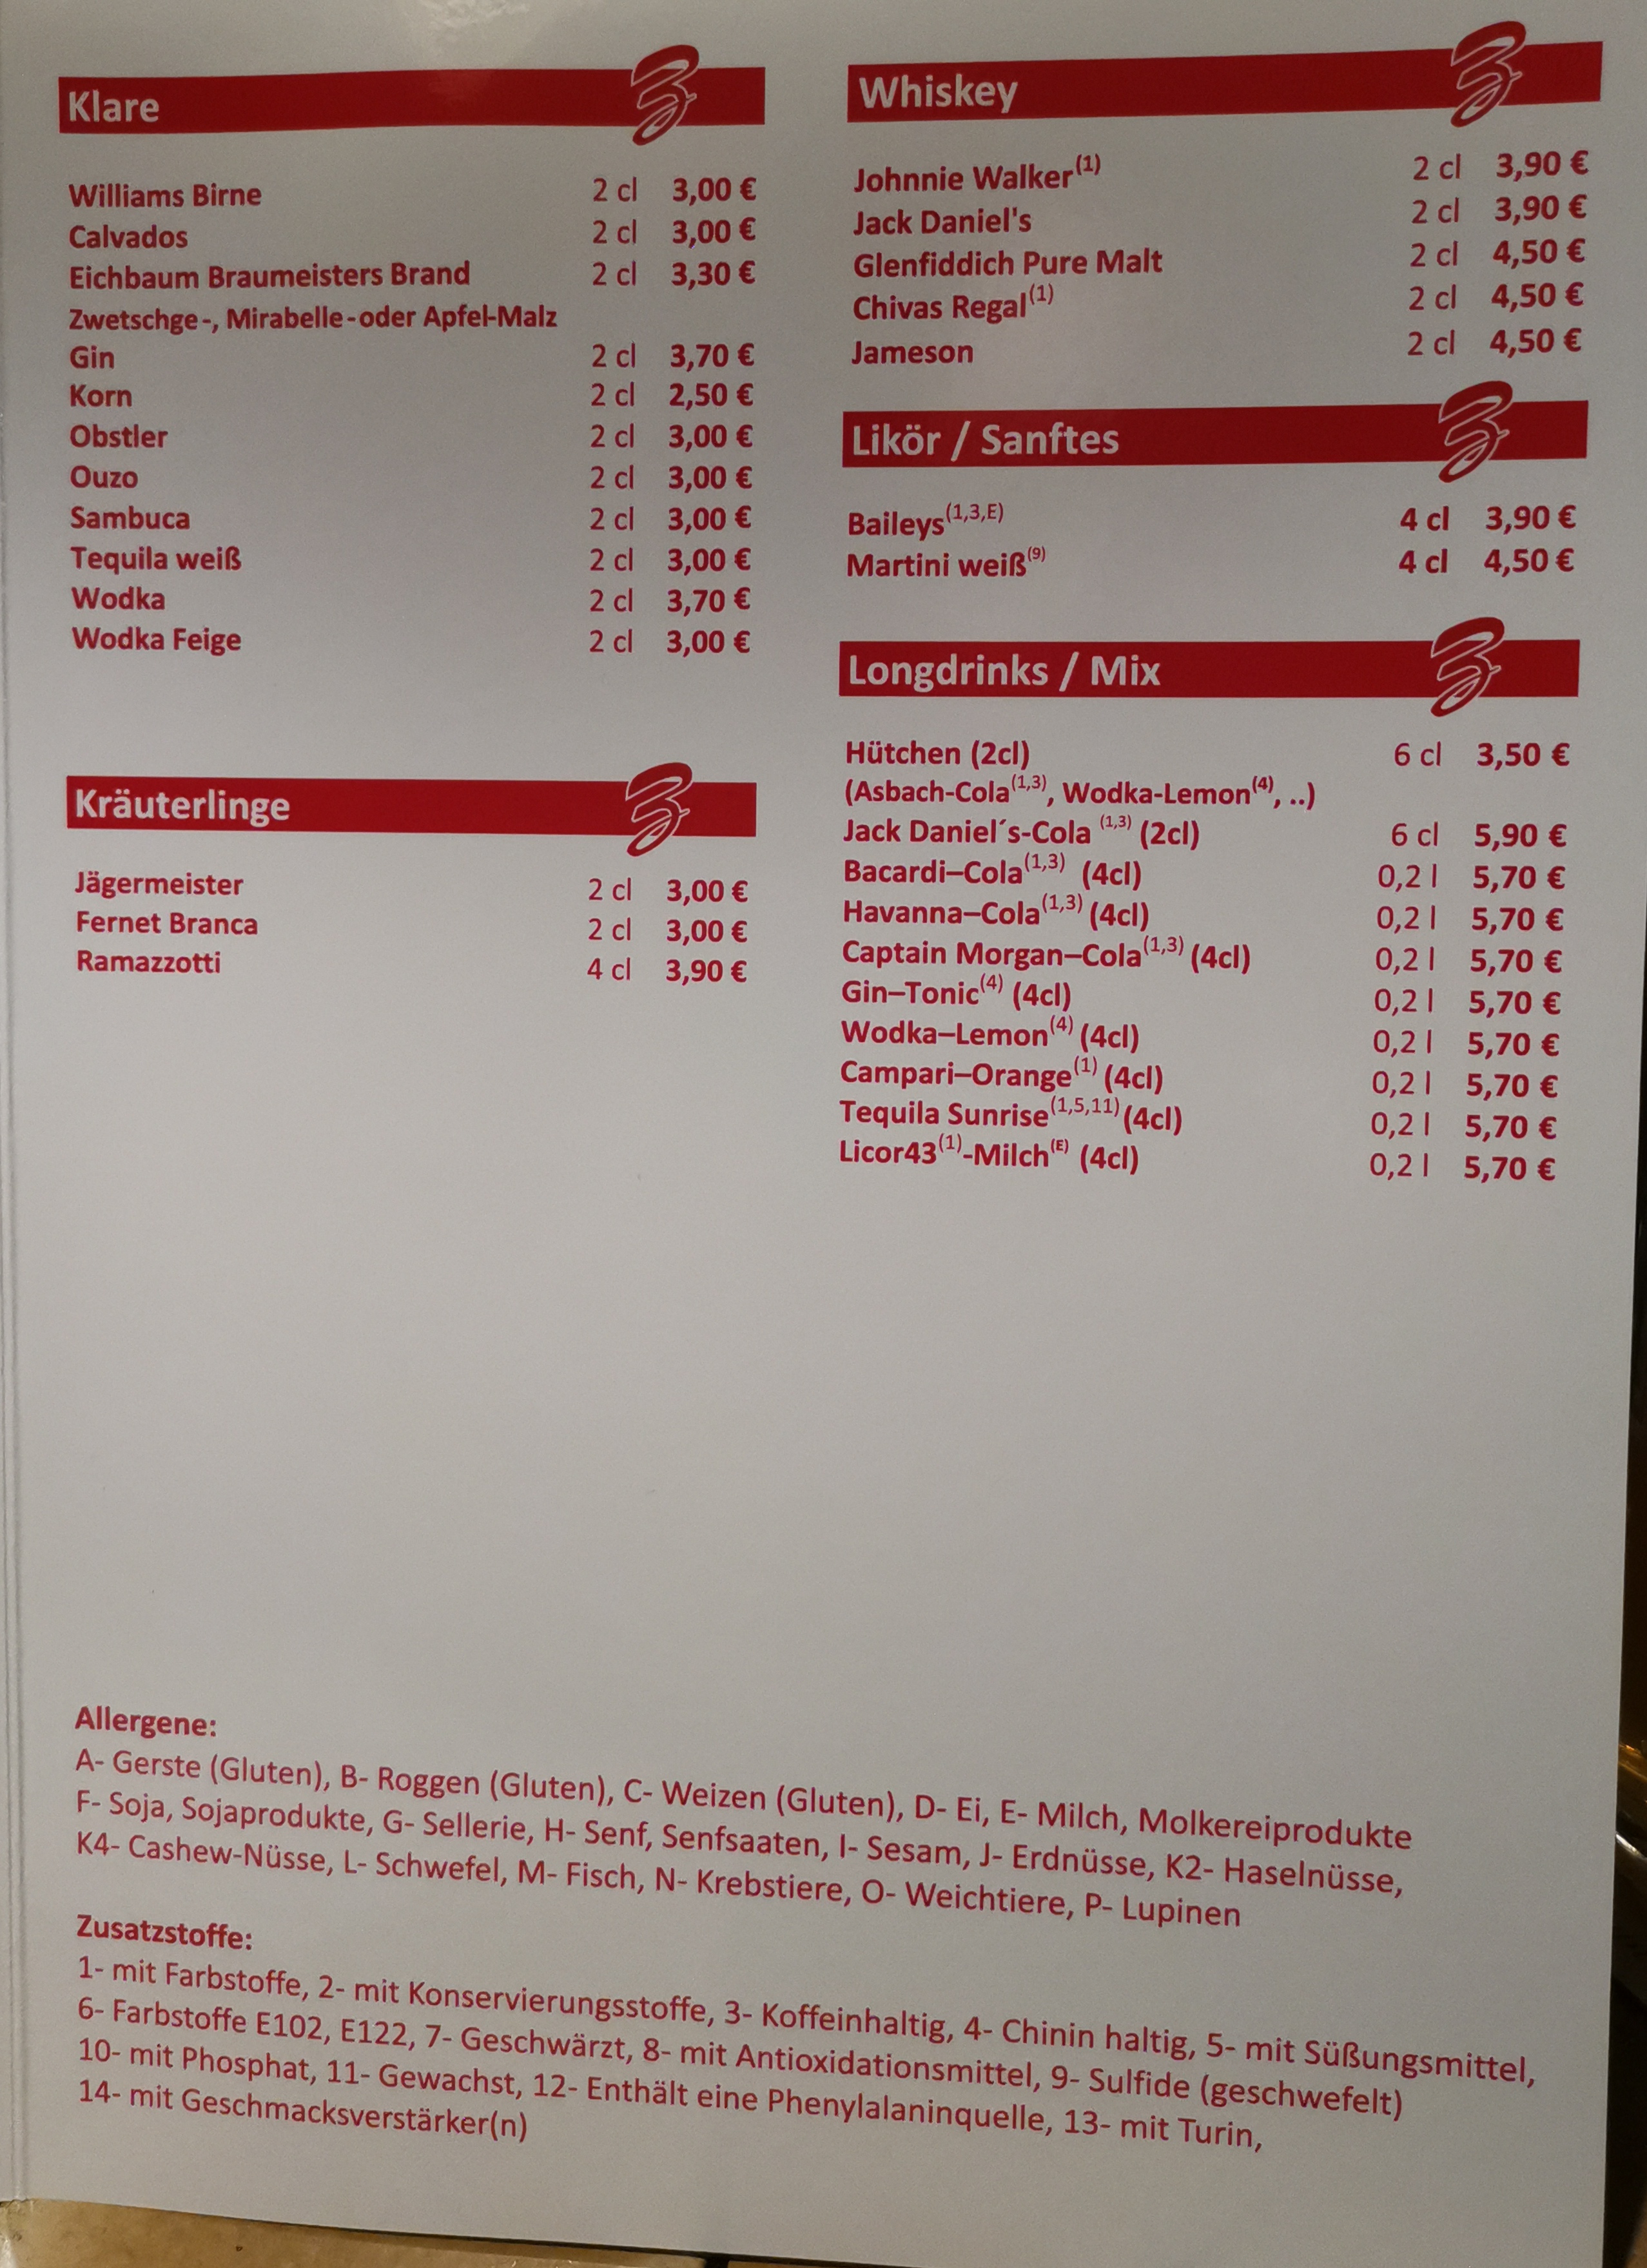 Klare
Williams Birne 2 cl 3,00 €
Calvados 2 cl 3,00 €
Eichbaum Braumeisters Brand 2 cl 3,30 €
Zwetschge-, Mirabelle-oder Apfel-Malz
Gin 2 cl 3,70 €
Korn 2 cl 2,50 €
Obstler 2 cl 3,00 €
Ouzo 2 cl 3,00 €
Sambuca 2 cl 3,00 €
Tequila weiß 2 cl 3,00 €
Wodka 2 cl 3,70 €
Wodka Feige 2 cl 3,00 €
Kräuterlinge
Jägermeister 2 cl 3,00 €
Fernet Branca 2 cl 3,00 €
Ramazzotti 4 cl 3,90 €
Whiskey
Johnnie Walker(1) 2 cl 3,90 €
Jack Daniel's 2 cl 3,90 €
Glenfiddich Pure Malt 2 cl 4,50 €
Chivas Regal(1) 2 cl 4,50 €
Jameson 2 cl 4,50 €
Likör / Sanftes
Baileys(1,3,E) 4 cl 3,90 €
Martini weiß(9) 4 cl 4,50 €
Longdrinks / Mix
Hütchen (2cl) 6 cl 3,50 €
(Asbach-Cola(1,3), Wodka-Lemon(4), ..)
Jack Daniel´s-Cola (1,3) (2cl) 6 cl 5,90 €
Bacardi–Cola(1,3) (4cl) 0,2 l 5,70 €
Havanna–Cola(1,3) (4cl) 0,2 l 5,70 €
Captain Morgan–Cola(1,3) (4cl) 0,2 l 5,70 €
Gin–Tonic(4) (4cl) 0,2 l 5,70 €
Wodka–Lemon(4) (4cl) 0,2 l 5,70 €
Campari–Orange(1) (4cl) 0,2 l 5,70 €
Tequila Sunrise(1,5,11) (4cl) 0,2 l 5,70 €
Licor43(1)-Milch(E) (4cl) 0,2 l 5,70 €
Allergene:
A- Gerste (Gluten), B- Roggen (Gluten), C- Weizen (Gluten), D- Ei, E- Milch, Molkereiprodukte
F- Soja, Sojaprodukte, G- Sellerie, H- Senf, Senfsaaten, I- Sesam, J- Erdnüsse, K2- Haselnüsse,
K4- Cashew-Nüsse, L- Schwefel, M- Fisch, N- Krebstiere, O- Weichtiere, P- Lupinen
Zusatzstoffe:
1- mit Farbstoffe, 2- mit Konservierungsstoffe, 3- Koffeinhaltig, 4- Chinin haltig, 5- mit Süßungsmittel,
6- Farbstoffe E102, E122, 7- Geschwärzt, 8- mit Antioxidationsmittel, 9- Sulfide (geschwefelt)
10- mit Phosphat, 11- Gewachst, 12- Enthält eine Phenylalaninquelle, 13- mit Turin,
14- mit Geschmacksverstärker(n)